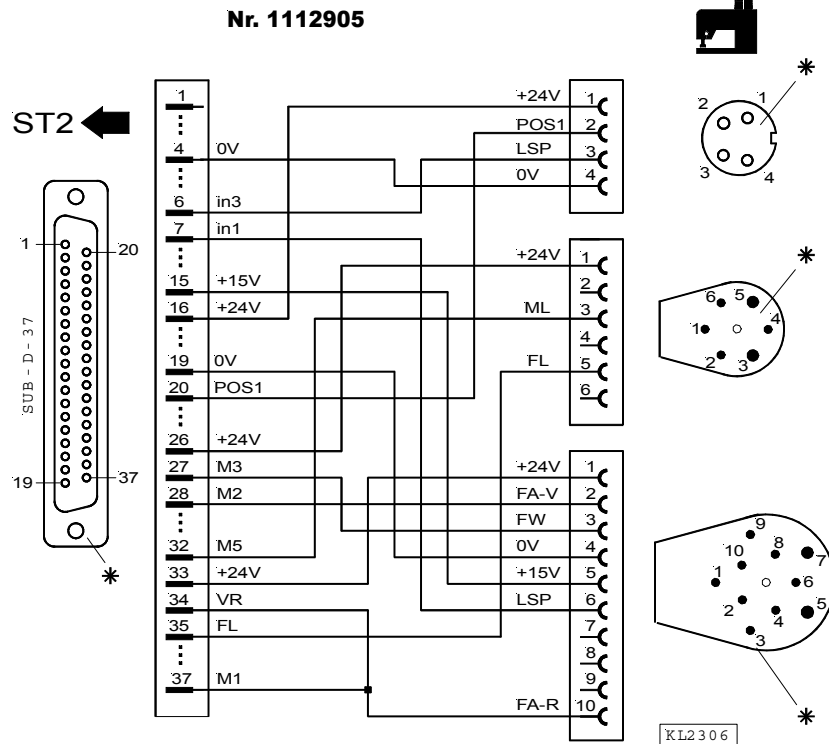 Nr. 1112905
ST2
1
4 0V
6 in3
7 in1
15 +15V
16 +24V
19 0V
20 POS1
26 +24V
27 M3
28 M2
32 M5
33 +24V
34 VR
35 FL
37 M1
+24V 1
POS1 2
LSP 3
0V 4
+24V 1
2
ML 3
4
FL 5
6
+24V 1
FA-V 2
FW 3
0V 4
+15V 5
LSP 6
7
8
9
FA-R 10
1 20
SUB-D-37
19 37
*
*
2 1
3 4
*
6 5
1 4
2 3
9
10 8 7
1 6
2 4 5
3
*
KL2306